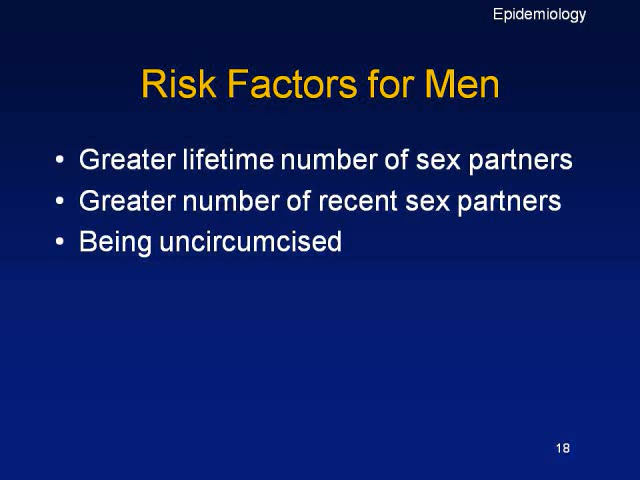 Epidemiology
Risk Factors for Men
• Greater lifetime number of sex partners
• Greater number of recent sex partners
• Being uncircumcised
18